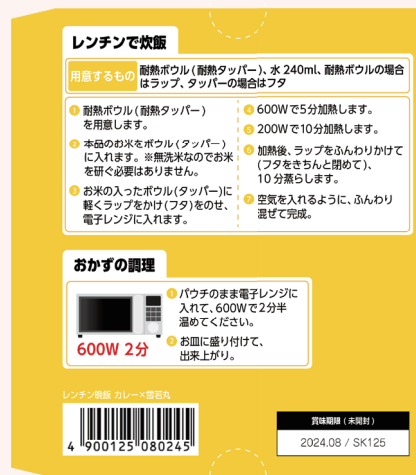 レンチンで炊飯
用意するもの
耐熱ボウル(耐熱タッパー)、水 240ml、耐熱ボウルの場合
はラップ、タッパーの場合はフタ
1 耐熱ボウル(耐熱タッパー)
を用意します。
2 本品のお米をボウル(タッパー)
に入れます。※無洗米なのでお米
を研ぐ必要はありません。
3 お米の入ったボウル(タッパー)に
軽くラップをかけ(フタ)をのせ、
電子レンジに入れます。
4 600Wで5分加熱します。
5 200Wで10分加熱します。
6 加熱後、ラップをふんわりかけて
(フタをきちんと閉めて)、
10分蒸らします。
7 空気を入れるように、ふんわり
混ぜて完成。
おかずの調理
600W 2分
1 パウチのまま電子レンジに
入れて、600Wで2分半
温めてください。
2 お皿に盛り付けて、
出来上がり。
レンチン晩飯 カレー×雪若丸
4 900125 080245
賞味期限(未開封)
2024.08 / SK125